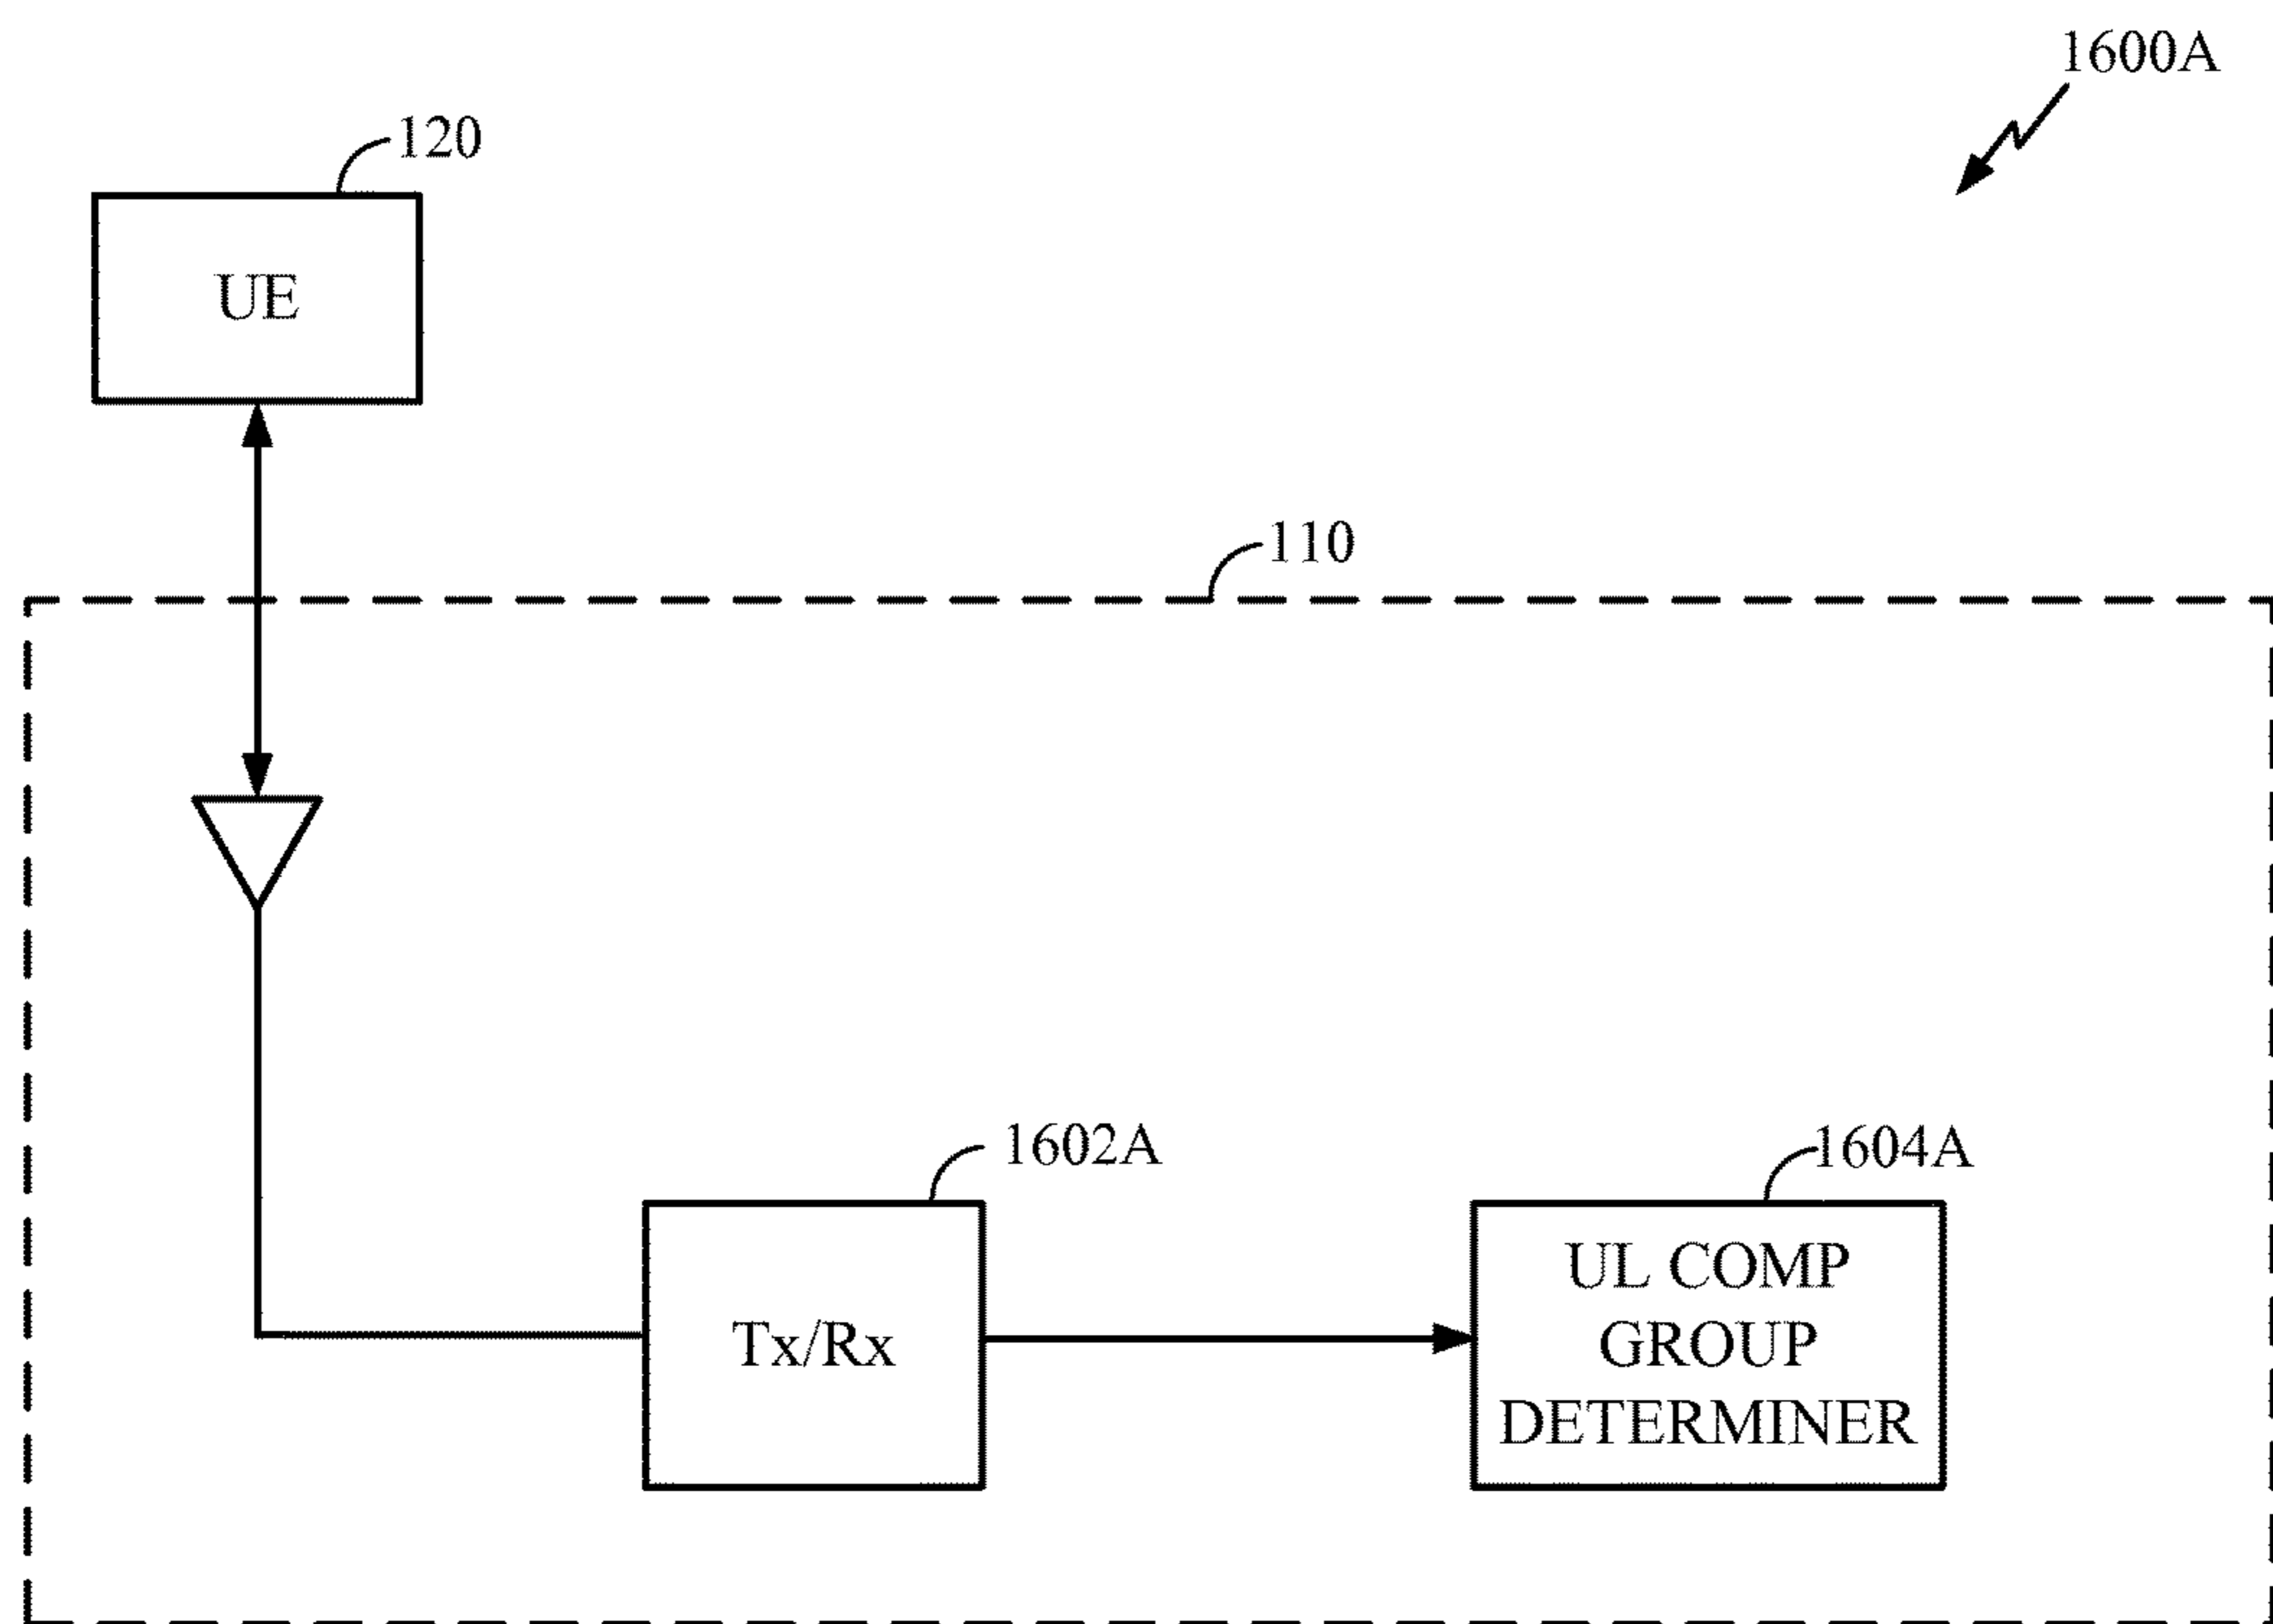 1600A
120
UE
110
1602A
1604A
Tx/Rx
UL COMP
GROUP
DETERMINER